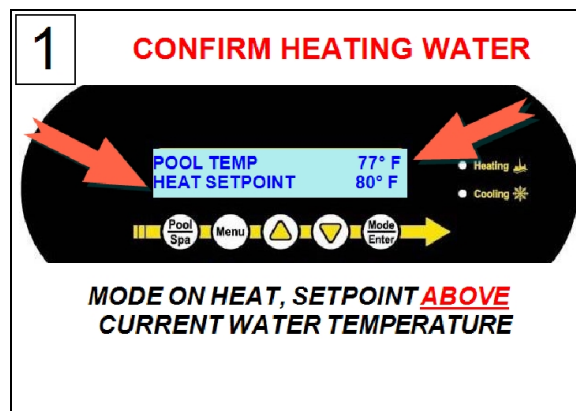 1
CONFIRM HEATING WATER
POOL TEMP 77° F
HEAT SETPOINT 80° F
Heating
Cooling
Pool
Spa
Menu
Mode
Enter
MODE ON HEAT, SETPOINT ABOVE
CURRENT WATER TEMPERATURE